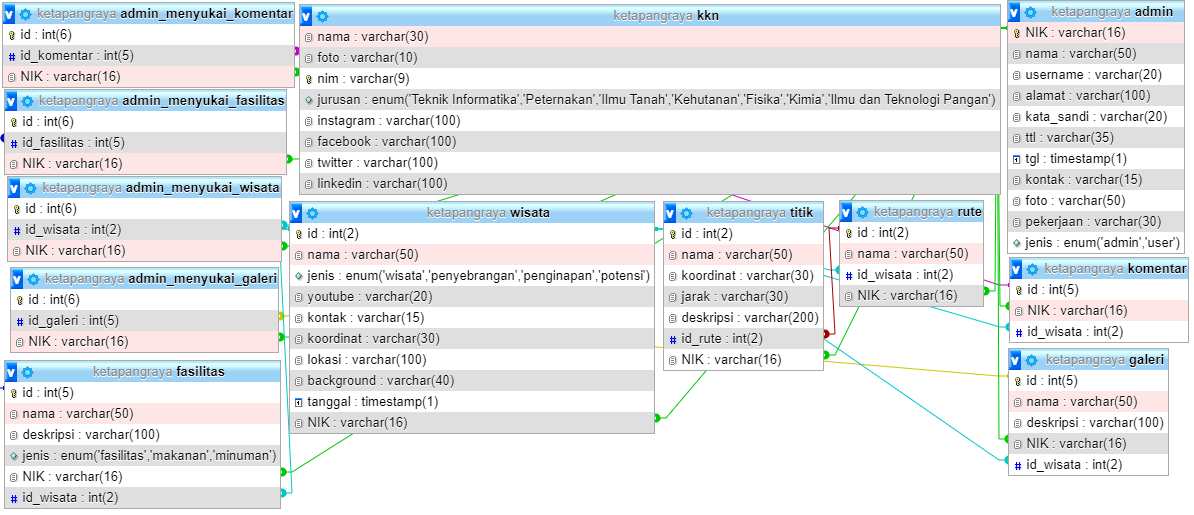 ketapangraya admin_menyukai_komentar
id : int(6)
id_komentar : int(5)
NIK : varchar(16)
ketapangraya admin_menyukai_fasilitas
id : int(6)
id_fasilitas : int(5)
NIK : varchar(16)
ketapangraya admin_menyukai_wisata
id : int(6)
id_wisata : int(2)
NIK : varchar(16)
ketapangraya admin_menyukai_galeri
id : int(6)
id_galeri : int(5)
NIK : varchar(16)
ketapangraya fasilitas
id : int(5)
nama : varchar(50)
deskripsi : varchar(100)
jenis : enum('fasilitas','makanan','minuman')
NIK : varchar(16)
id_wisata : int(2)
ketapangraya kkn
nama : varchar(30)
foto : varchar(10)
nim : varchar(9)
jurusan : enum('Teknik Informatika','Peternakan','Ilmu Tanah','Kehutanan','Fisika','Kimia','Ilmu dan Teknologi Pangan')
instagram : varchar(100)
facebook : varchar(100)
twitter : varchar(100)
linkedin : varchar(100)
ketapangraya wisata
id : int(2)
nama : varchar(50)
jenis : enum('wisata','penyebrangan','penginapan','potensi')
youtube : varchar(20)
kontak : varchar(15)
koordinat : varchar(30)
lokasi : varchar(100)
background : varchar(40)
tanggal : timestamp(1)
NIK : varchar(16)
ketapangraya titik
id : int(2)
nama : varchar(50)
koordinat : varchar(30)
jarak : varchar(30)
deskripsi : varchar(200)
id_rute : int(2)
NIK : varchar(16)
ketapangraya rute
id : int(2)
nama : varchar(50)
id_wisata : int(2)
NIK : varchar(16)
ketapangraya admin
NIK : varchar(16)
nama : varchar(50)
username : varchar(20)
alamat : varchar(100)
kata_sandi : varchar(20)
ttl : varchar(35)
tgl : timestamp(1)
kontak : varchar(15)
foto : varchar(50)
pekerjaan : varchar(30)
jenis : enum('admin','user')
ketapangraya komentar
id : int(5)
NIK : varchar(16)
id_wisata : int(2)
ketapangraya galeri
id : int(5)
nama : varchar(50)
deskripsi : varchar(100)
NIK : varchar(16)
id_wisata : int(2)